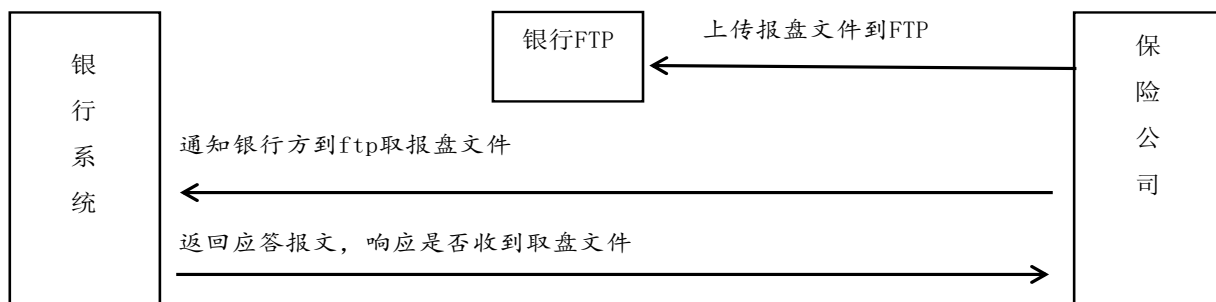 银行系统
银行FTP
上传报盘文件到FTP
保险公司
通知银行方到ftp取报盘文件
返回应答报文，响应是否收到取盘文件